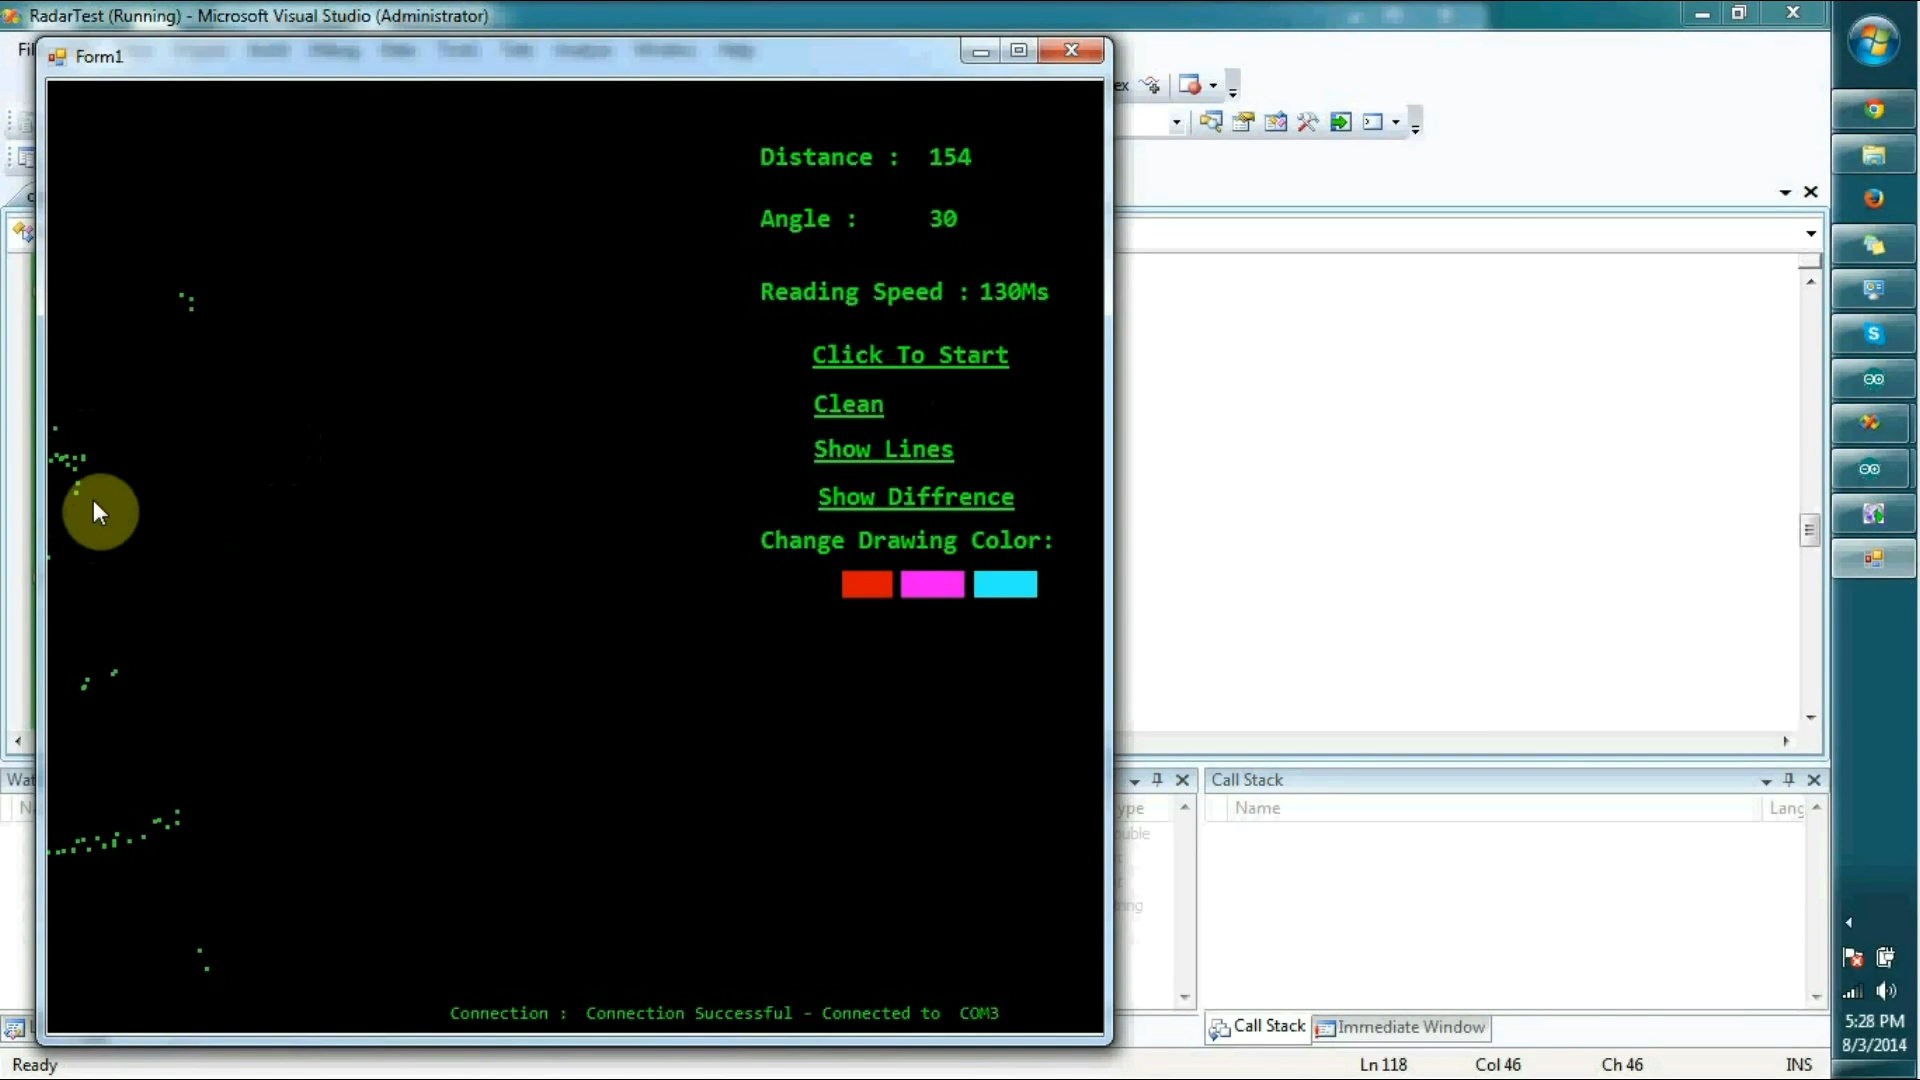 RadarTest (Running) - Microsoft Visual Studio (Administrator)
Form1
Distance : 154
Angle : 30
Reading Speed : 130Ms
Click To Start
Clean
Show Lines
Show Diffrence
Change Drawing Color:
Connection : Connection Successful - Connected to COM3
Call Stack
Name
Call Stack
Immediate Window
Ready
Ln 118
Col 46
Ch 46
INS
5:28 PM
8/3/2014